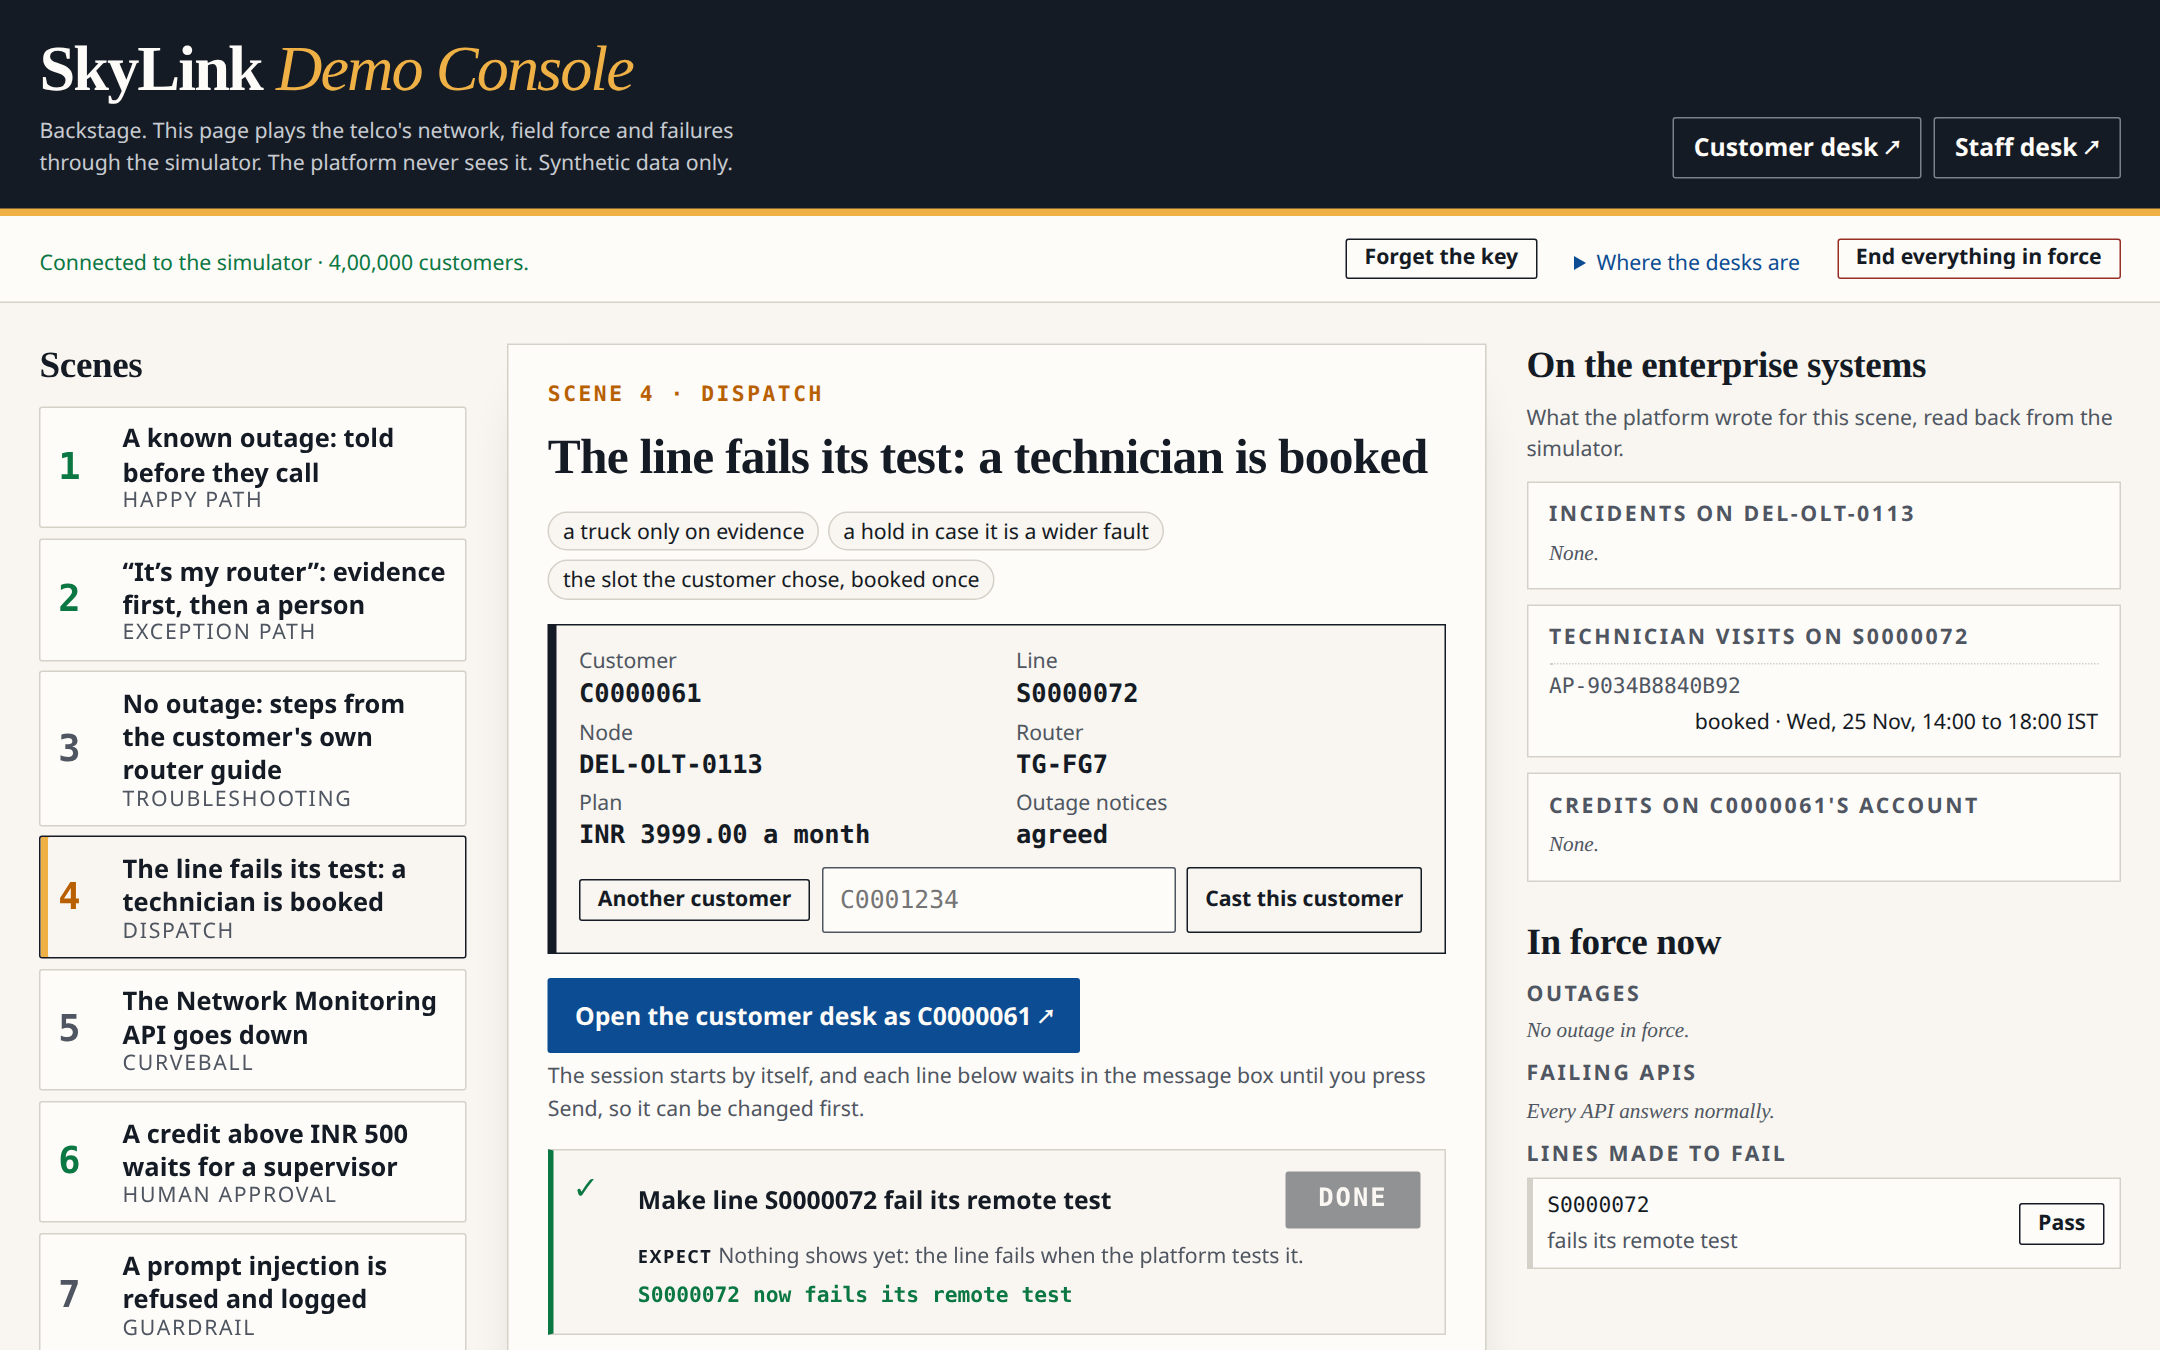 SkyLink Demo Console
Backstage. This page plays the telco's network, field force and failures
through the simulator. The platform never sees it. Synthetic data only.
Customer desk ↗
Staff desk ↗
Connected to the simulator · 4,00,000 customers.
Forget the key
▶ Where the desks are
End everything in force
Scenes
1
A known outage: told
before they call
HAPPY PATH
2
“It’s my router”: evidence
first, then a person
EXCEPTION PATH
3
No outage: steps from
the customer's own
router guide
TROUBLESHOOTING
4
The line fails its test: a
technician is booked
DISPATCH
5
The Network Monitoring
API goes down
CURVEBALL
6
A credit above INR 500
waits for a supervisor
HUMAN APPROVAL
7
A prompt injection is
refused and logged
GUARDRAIL
SCENE 4 · DISPATCH
The line fails its test: a technician is booked
a truck only on evidence
a hold in case it is a wider fault
the slot the customer chose, booked once
Customer
C0000061
Line
S0000072
Node
DEL-OLT-0113
Router
TG-FG7
Plan
INR 3999.00 a month
Outage notices
agreed
Another customer
C0001234
Cast this customer
Open the customer desk as C0000061 ↗
The session starts by itself, and each line below waits in the message box until you press
Send, so it can be changed first.
✓
Make line S0000072 fail its remote test
DONE
EXPECT Nothing shows yet: the line fails when the platform tests it.
S0000072 now fails its remote test
On the enterprise systems
What the platform wrote for this scene, read back from the
simulator.
INCIDENTS ON DEL-OLT-0113
None.
TECHNICIAN VISITS ON S0000072
AP-9034B8840B92
booked · Wed, 25 Nov, 14:00 to 18:00 IST
CREDITS ON C0000061'S ACCOUNT
None.
In force now
OUTAGES
No outage in force.
FAILING APIS
Every API answers normally.
LINES MADE TO FAIL
S0000072
fails its remote test
Pass